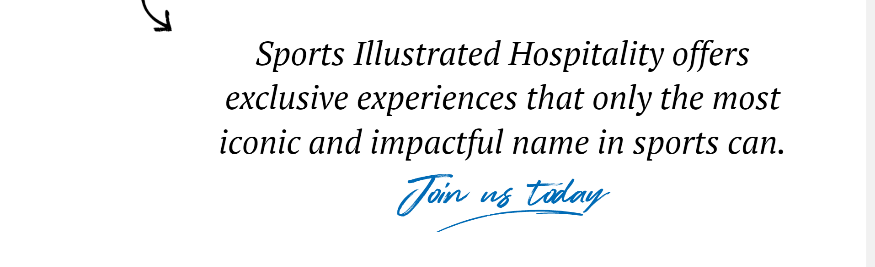 Sports Illustrated Hospitality offers
exclusive experiences that only the most
iconic and impactful name in sports can.
Join us today